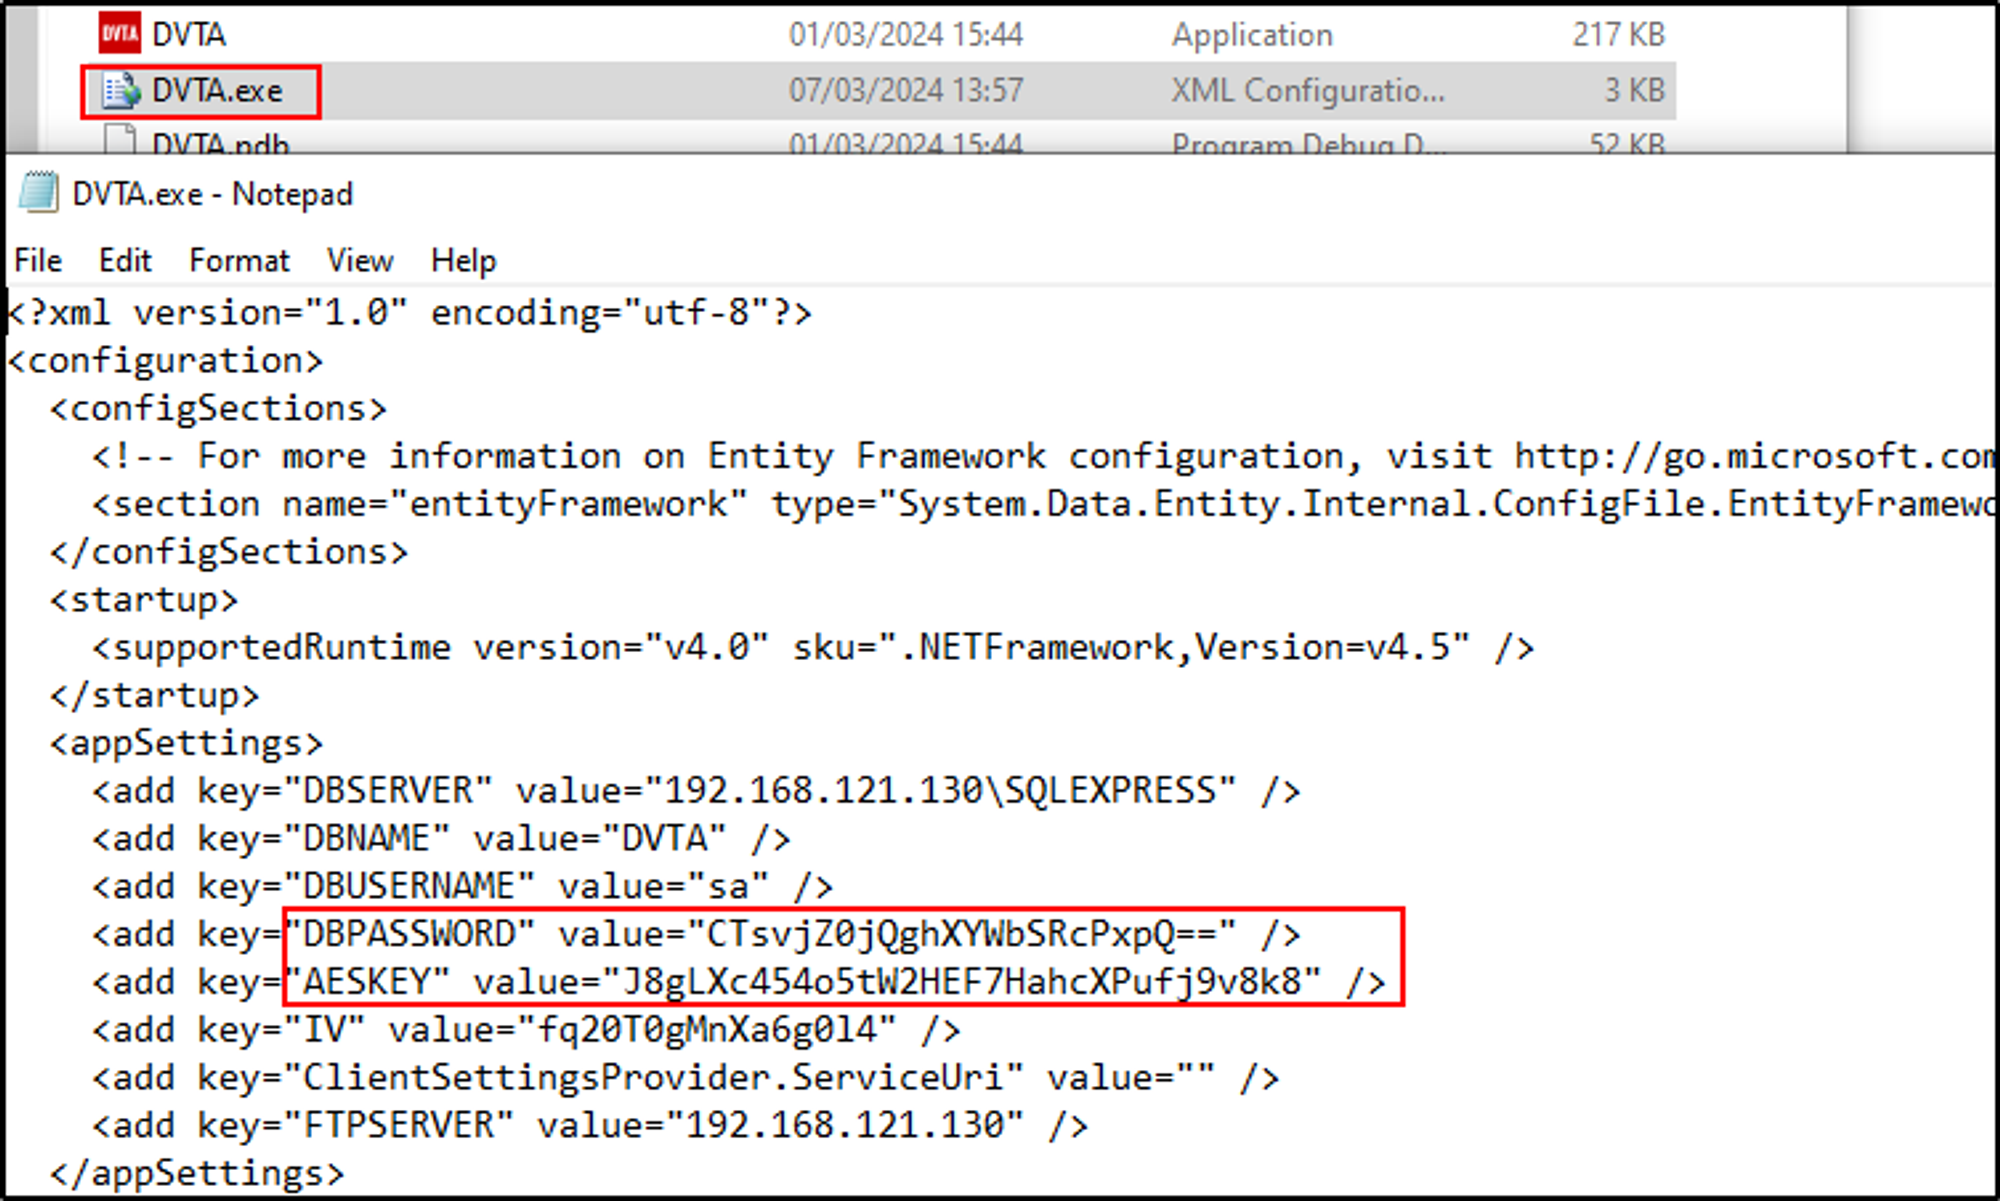 DVTA DVTA 01/03/2024 15:44 Application 217 KB
DVTA.exe 07/03/2024 13:57 XML Configuratio... 3 KB
DVTA.pdb 01/03/2024 15:44 Program Debug D... 52 KB
DVTA.exe - Notepad
File Edit Format View Help
<?xml version="1.0" encoding="utf-8"?>
<configuration>
<configSections>
<!-- For more information on Entity Framework configuration, visit http://go.microsoft.com
<section name="entityFramework" type="System.Data.Entity.Internal.ConfigFile.EntityFramewo
</configSections>
<startup>
<supportedRuntime version="v4.0" sku=".NETFramework,Version=v4.5" />
</startup>
<appSettings>
<add key="DBSERVER" value="192.168.121.130\SQLEXPRESS" />
<add key="DBNAME" value="DVTA" />
<add key="DBUSERNAME" value="sa" />
<add key="DBPASSWORD" value="CTsvjZ0jQghXYWbSRcPxpQ==" />
<add key="AESKEY" value="J8gLXc454o5tW2HEF7HahcXPufj9v8k8" />
<add key="IV" value="fq20T0gMnXa6g0l4" />
<add key="ClientSettingsProvider.ServiceUri" value="" />
<add key="FTPSERVER" value="192.168.121.130" />
</appSettings>